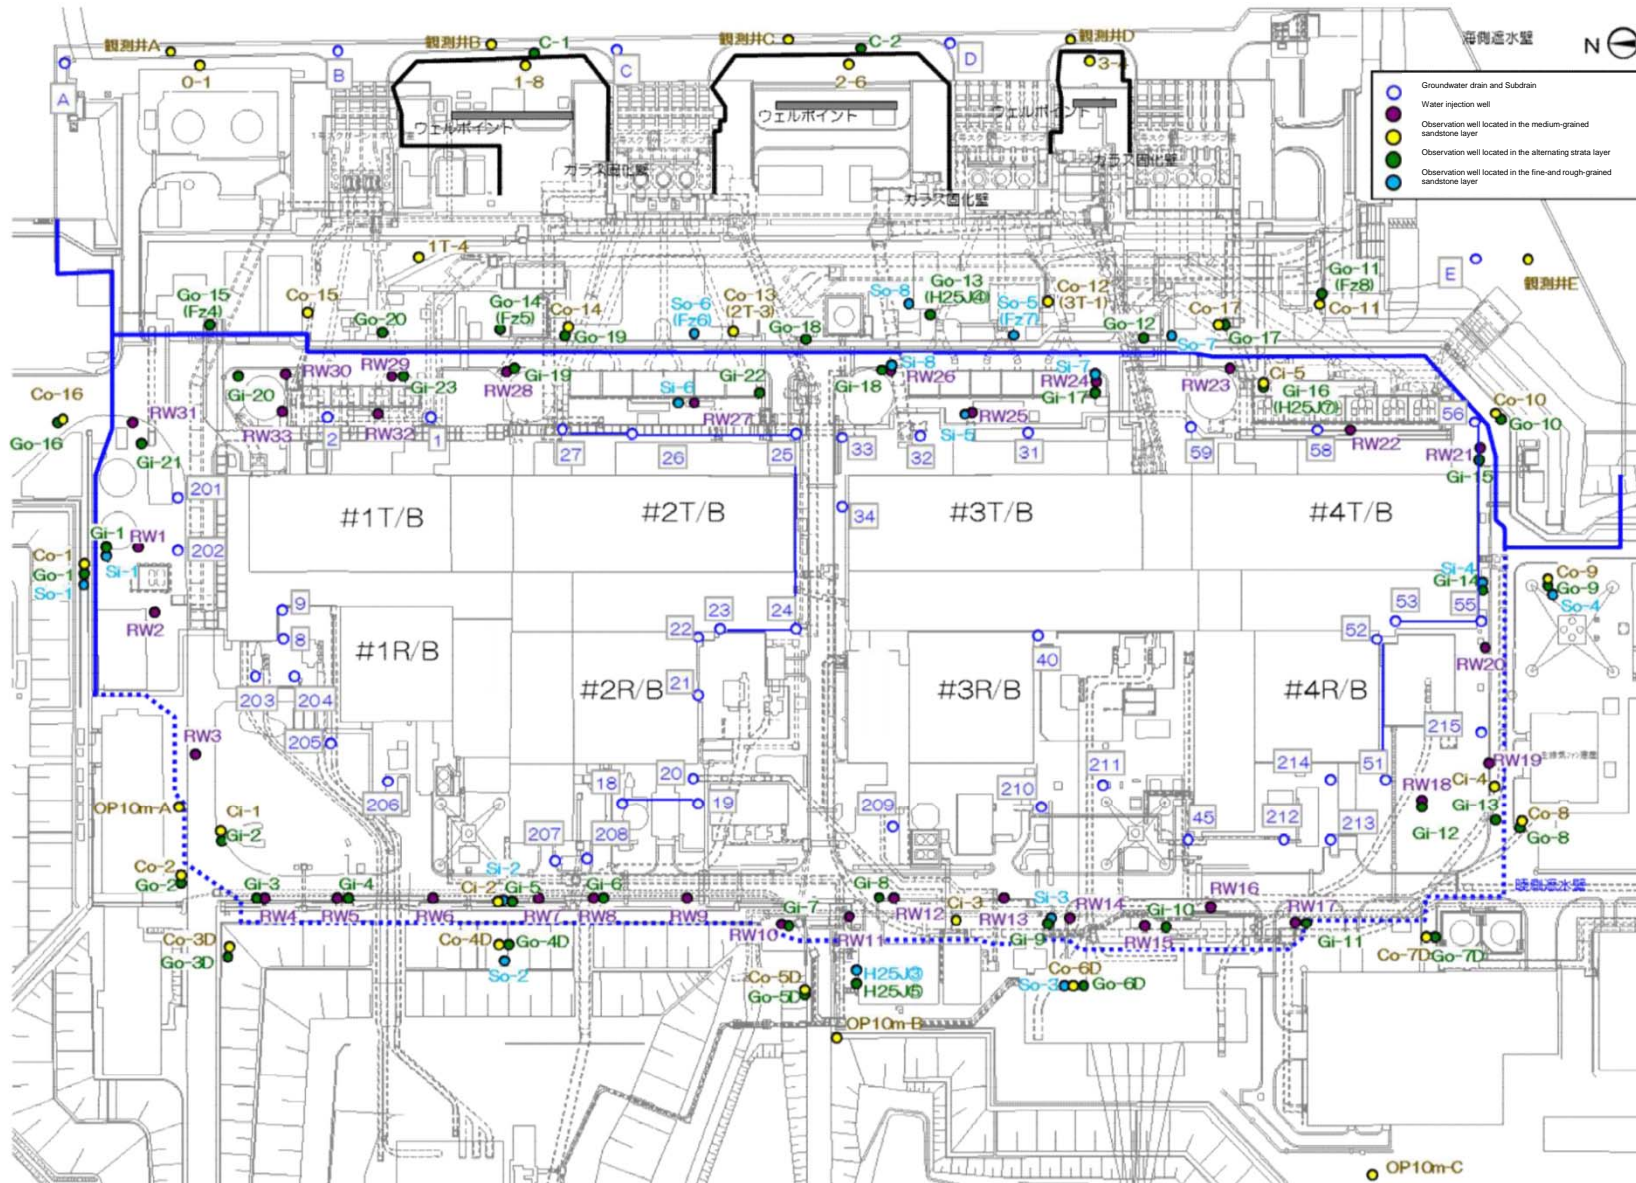 観測井A
観測井B
C-1
観測井C
C-2
観測井D
海側遮水壁
N
A
0-1
B
1-8
C
2-6
D
3-4
Groundwater drain and Subdrain
Water injection well
Observation well located in the medium-grained
sandstone layer
Observation well located in the alternating strata layer
Observation well located in the fine-and rough-grained
sandstone layer
ウェルポイント
ウェルポイント
ウェルポイント
ガラス固化壁
ガラス固化壁
ガラス固化壁
1T-4
E
観測井E
Go-15
(Fz4)
Co-15
Go-20
Go-14
(Fz5)
Co-14
Go-19
So-6
(Fz6)
Co-13
(2T-3)
Go-18
So-8
Go-13
(H25J④)
So-5
(Fz7)
Co-12
(3T-1)
Go-12
So-7
Co-17
Go-17
Go-11
(Fz8)
Co-11
Gi-20
RW30
RW29
Gi-23
RW28
Gi-19
Si-6
Gi-22
RW27
Gi-18
Si-8
RW26
Si-7
RW24
Gi-17
RW23
Ci-5
Gi-16
(H25J⑦)
Co-16
Go-16
RW31
Gi-21
RW33
2
RW32
1
27
26
25
33
32
Si-5
RW25
31
59
58
RW22
56
Co-10
Go-10
RW21
Gi-15
201
202
#1T/B
#2T/B
34
#3T/B
#4T/B
Co-1
Go-1
So-1
Gi-1
RW1
Si-1
RW2
Si-4
Gi-14
Co-9
Go-9
So-4
9
8
203
204
#1R/B
22
23
24
21
#2R/B
#3R/B
40
#4R/B
52
53
55
RW20
RW3
205
206
18
20
19
209
210
211
214
51
215
RW18
RW19
Ci-4
Gi-13
Gi-12
OP10m-A
Ci-1
Gi-2
207
208
45
212
213
Co-8
Go-8
Co-2
Go-2
Gi-3
RW4
Gi-4
RW5
RW6
Si-2
Ci-2
Gi-5
RW7
Gi-6
RW8
RW9
Gi-7
RW10
Gi-8
RW11
RW12
Ci-3
RW13
Si-3
Gi-9
RW14
Gi-10
RW15
RW16
RW17
Gi-11
陸側遮水壁
Co-3D
Go-3D
Co-4D
Go-4D
So-2
Co-5D
Go-5D
H25J③
H25J⑤
Co-6D
So-3
Go-6D
Co-7D
Go-7D
OP10m-B
OP10m-C